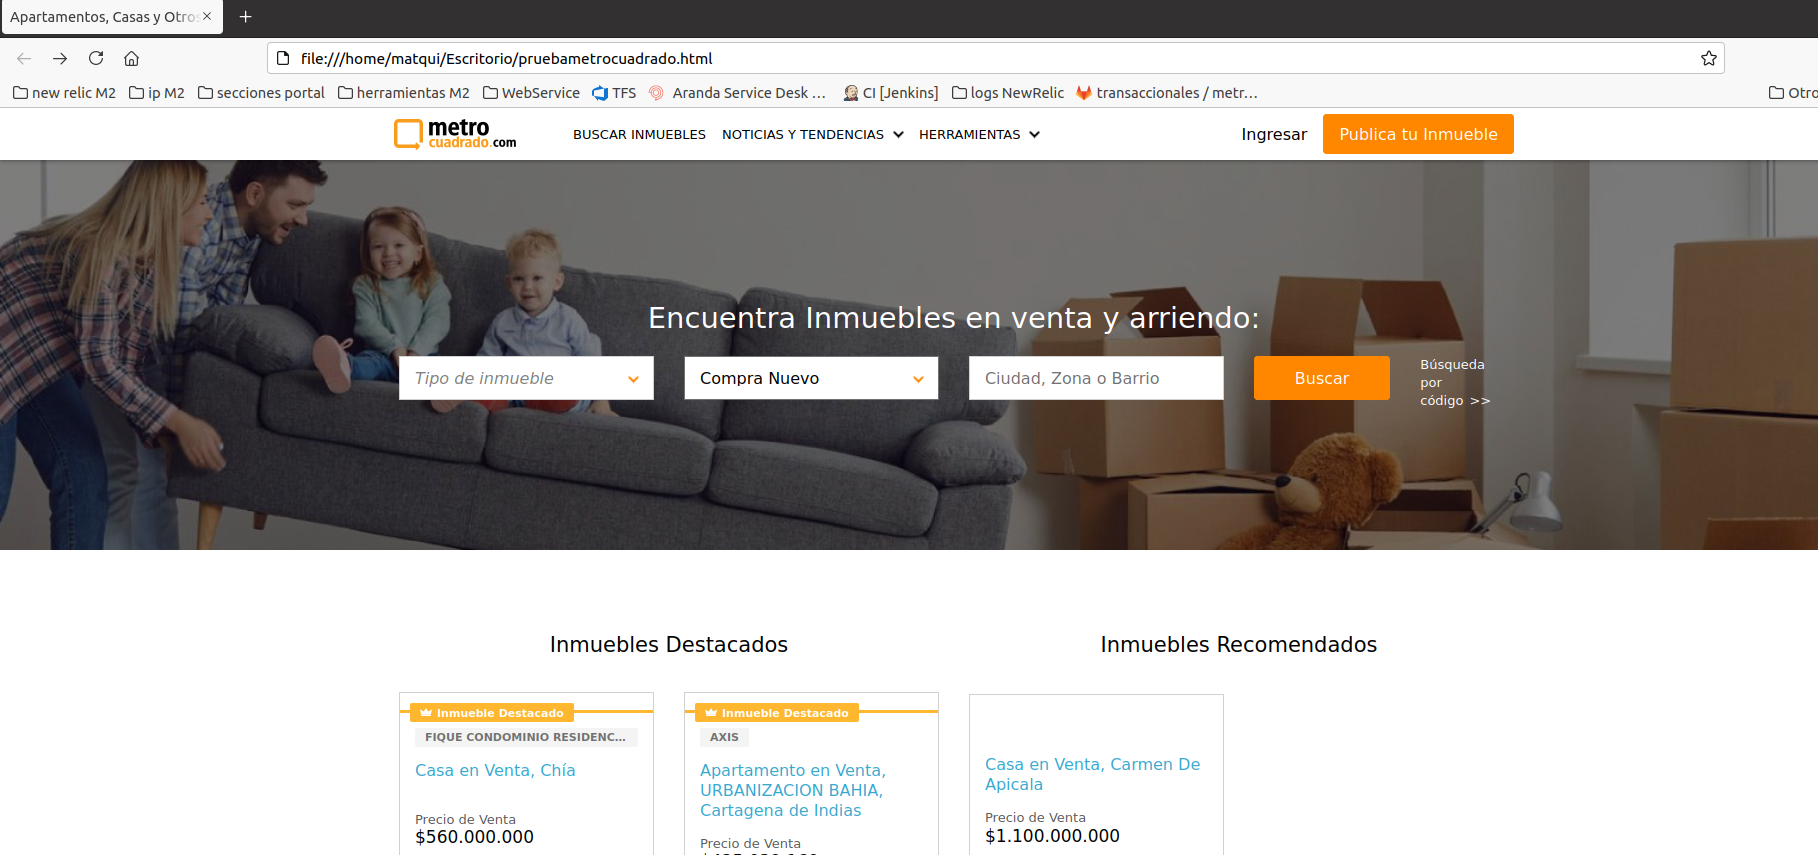 Apartamentos, Casas y Otros
file:///home/matqui/Escritorio/pruebametrocuadrado.html
new relic M2 ip M2 secciones portal herramientas M2 WebService TFS Aranda Service Desk ... CI [Jenkins] logs NewRelic transaccionales / metr... Otro
metro
cuadrado.com
BUSCAR INMUEBLES NOTICIAS Y TENDENCIAS HERRAMIENTAS Ingresar Publica tu Inmueble
Encuentra Inmuebles en venta y arriendo:
Tipo de inmueble Compra Nuevo Ciudad, Zona o Barrio Buscar
Búsqueda
por
código >>
Inmuebles Destacados Inmuebles Recomendados
Inmueble Destacado
FIQUE CONDOMINIO RESIDENC...
Casa en Venta, Chía
Precio de Venta
$560.000.000
Inmueble Destacado
AXIS
Apartamento en Venta,
URBANIZACION BAHIA,
Cartagena de Indias
Precio de Venta
Casa en Venta, Carmen De
Apicala
Precio de Venta
$1.100.000.000